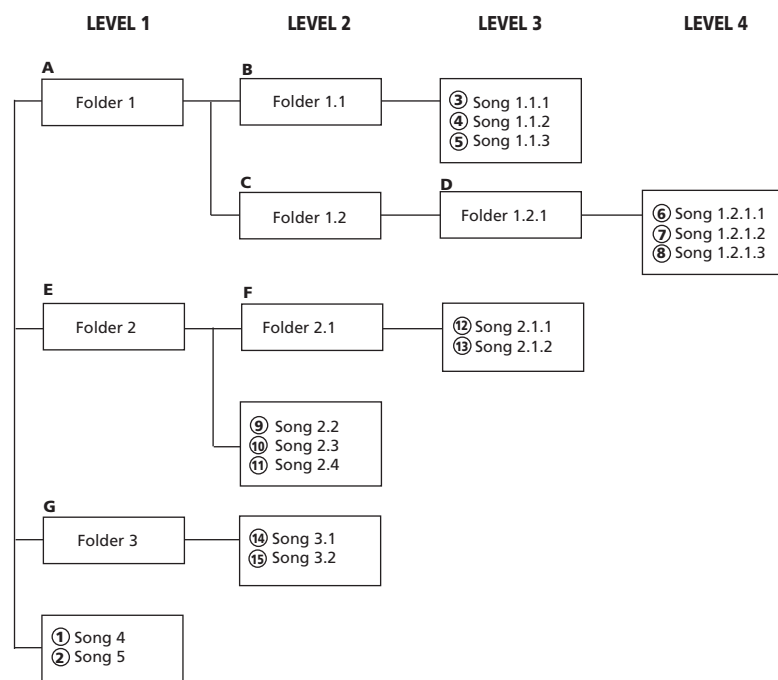 LEVEL 1 LEVEL 2 LEVEL 3 LEVEL 4
A B
Folder 1 Folder 1.1
③ Song 1.1.1
④ Song 1.1.2
⑤ Song 1.1.3
C D
Folder 1.2 Folder 1.2.1
⑥ Song 1.2.1.1
⑦ Song 1.2.1.2
⑧ Song 1.2.1.3
E F
Folder 2 Folder 2.1
⑫ Song 2.1.1
⑬ Song 2.1.2
⑨ Song 2.2
⑩ Song 2.3
⑪ Song 2.4
G
Folder 3
⑭ Song 3.1
⑮ Song 3.2
① Song 4
② Song 5